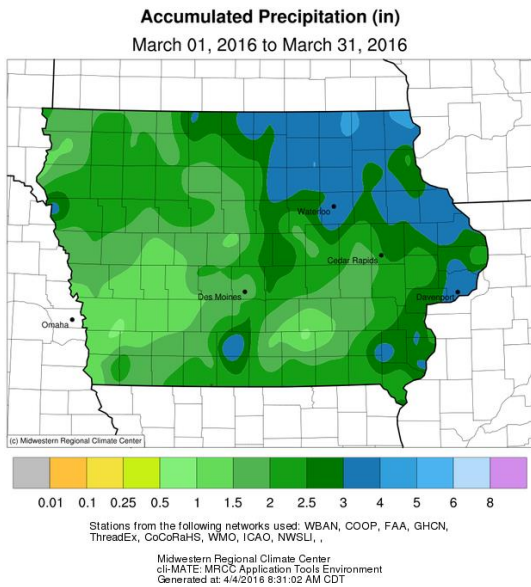 Accumulated Precipitation (in)
March 01, 2016 to March 31, 2016
Waterloo
Cedar Rapids
Des Moines
Davenport
Omaha
(c) Midwestern Regional Climate Center
0.01 0.1 0.25 0.5 1 1.5 2 2.5 3 4 5 6 8
Stations from the following networks used: WBAN, COOP, FAA, GHCN,
ThreadEx, CoCoRaHS, WMO, ICAO, NWSLI, ,
Midwestern Regional Climate Center
cli-MATE: MRCC Application Tools Environment
Generated at: 4/4/2016 8:31:02 AM CDT